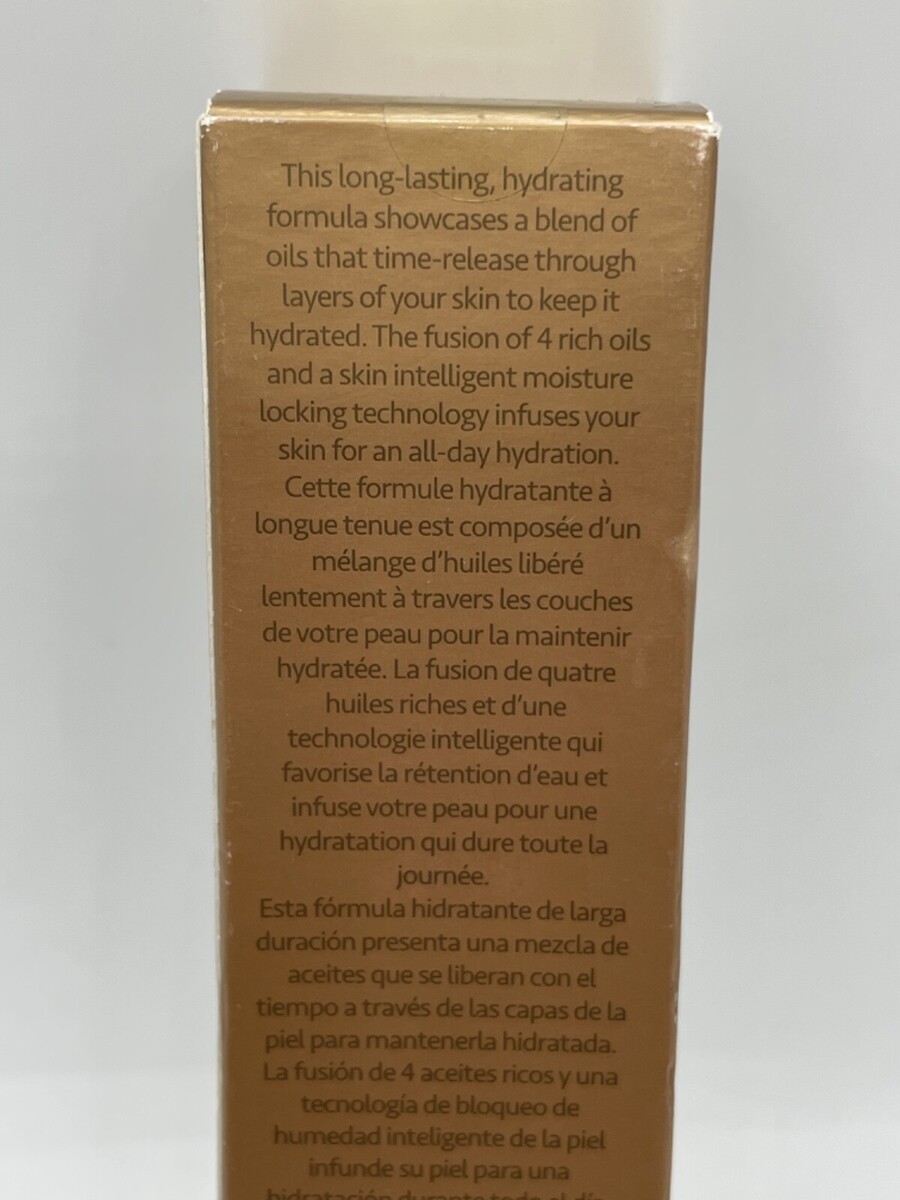 This long-lasting, hydrating
formula showcases a blend of
oils that time-release through
layers of your skin to keep it
hydrated. The fusion of 4 rich oils
and a skin intelligent moisture
locking technology infuses your
skin for an all-day hydration.
Cette formule hydratante à
longue tenue est composée d'un
mélange d'huiles libéré
lentement à travers les couches
de votre peau pour la maintenir
hydratée. La fusion de quatre
huiles riches et d'une
technologie intelligente qui
favorise la rétention d'eau et
infuse votre peau pour une
hydratation qui dure toute la
journée.
Esta fórmula hidratante de larga
duración presenta una mezcla de
aceites que se liberan con el
tiempo a través de las capas de la
piel para mantenerla hidratada.
La fusión de 4 aceites ricos y una
tecnología de bloqueo de
humedad inteligente de la piel
infunde su piel para una
hidratación durante todo el día.